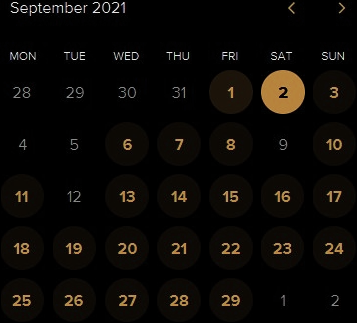 September 2021
MON TUE WED THU FRI SAT SUN
28 29 30 31 1 2 3
4 5 6 7 8 9 10
11 12 13 14 15 16 17
18 19 20 21 22 23 24
25 26 27 28 29 1 2